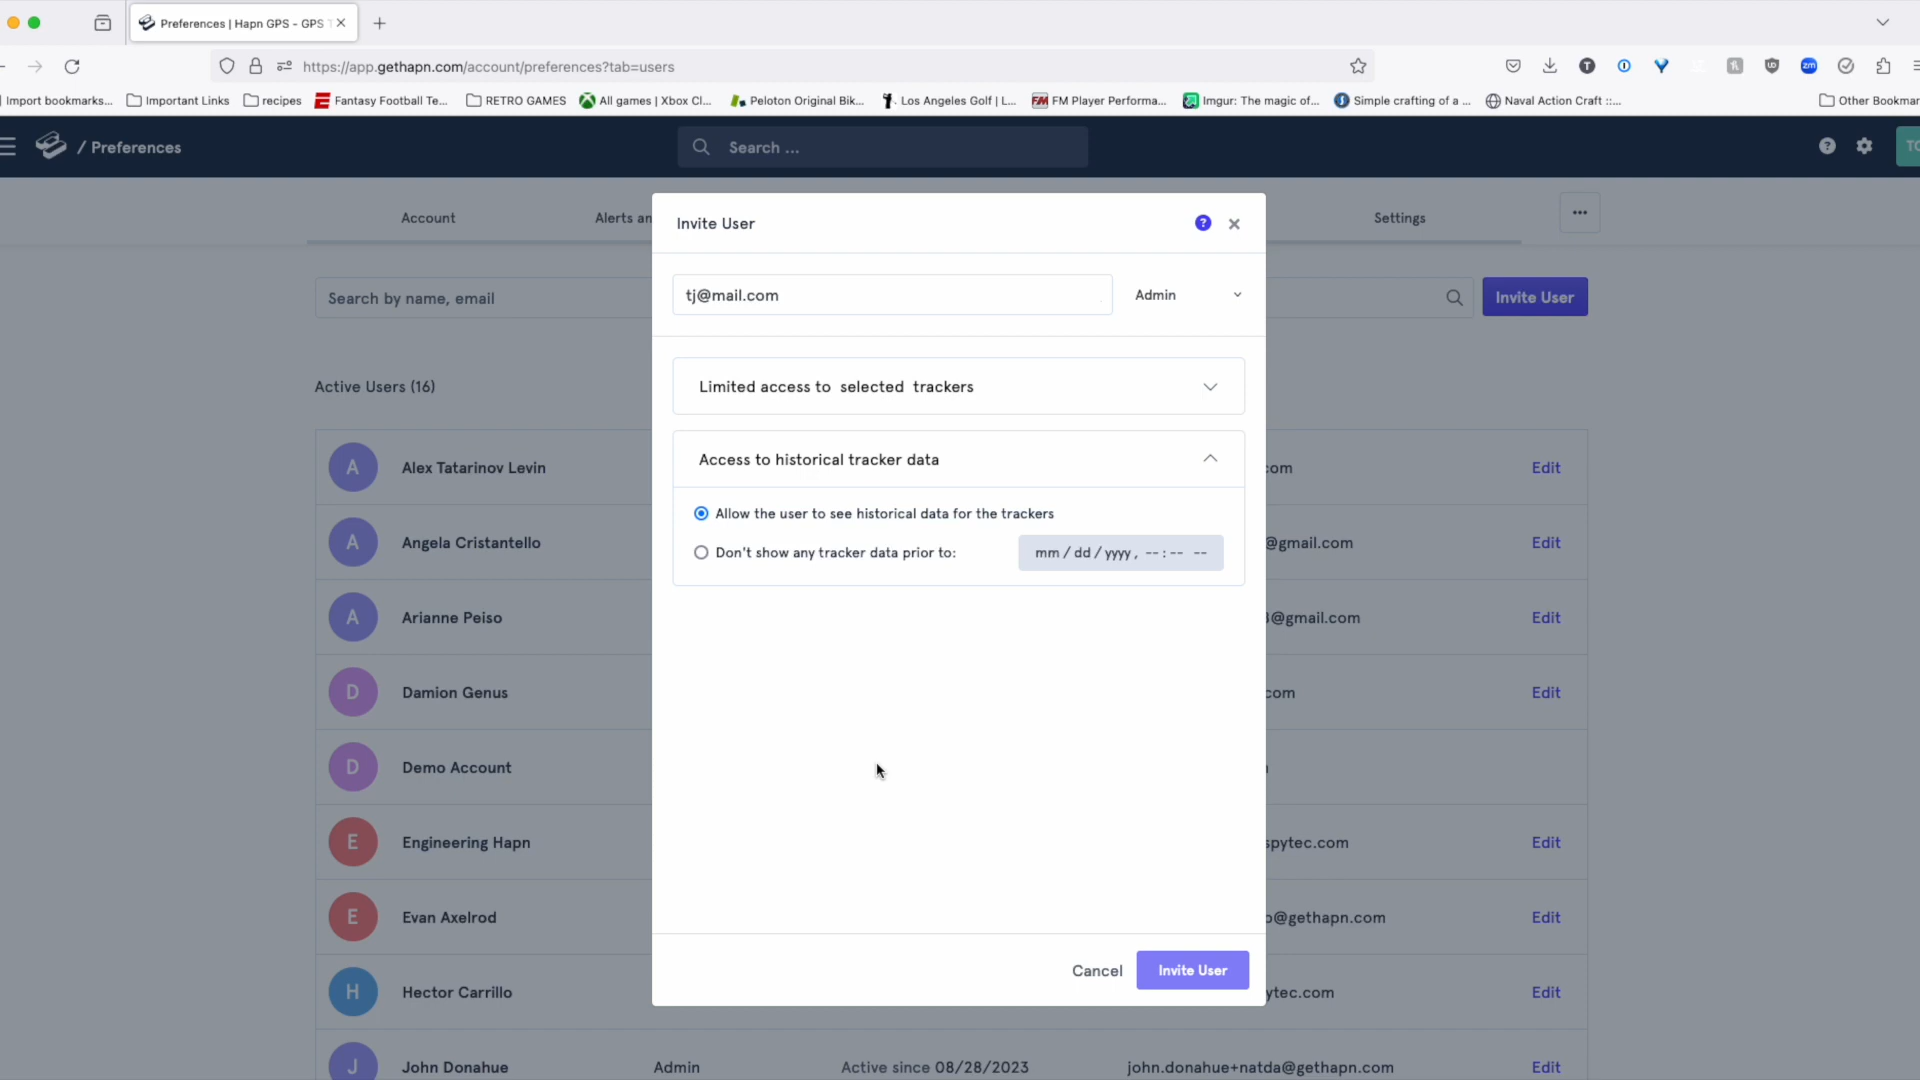 Preferences | Hapn GPS - GPS T
https://app.gethapn.com/account/preferences?tab=users
Import bookmarks...
Important Links
recipes
Fantasy Football Te...
RETRO GAMES
All games | Xbox Cl...
Peloton Original Bik...
Los Angeles Golf | L...
FM Player Performa...
Imgur: The magic of...
Simple crafting of a ...
Naval Action Craft ::...
Other Bookmar
/ Preferences
Search ...
TC
Account
Alerts an
Settings
Invite User
tj@mail.com
Admin
Search by name, email
Invite User
Active Users (16)
Limited access to selected trackers
Access to historical tracker data
Allow the user to see historical data for the trackers
Don't show any tracker data prior to:
mm / dd / yyyy , -- : -- --
A Alex Tatarinov Levin com Edit
A Angela Cristantello @gmail.com Edit
A Arianne Peiso @gmail.com Edit
D Damion Genus com Edit
D Demo Account
E Engineering Hapn spytec.com Edit
E Evan Axelrod @gethapn.com Edit
Cancel
Invite User
H Hector Carrillo ytec.com Edit
J John Donahue Admin Active since 08/28/2023 john.donahue+natda@gethapn.com Edit